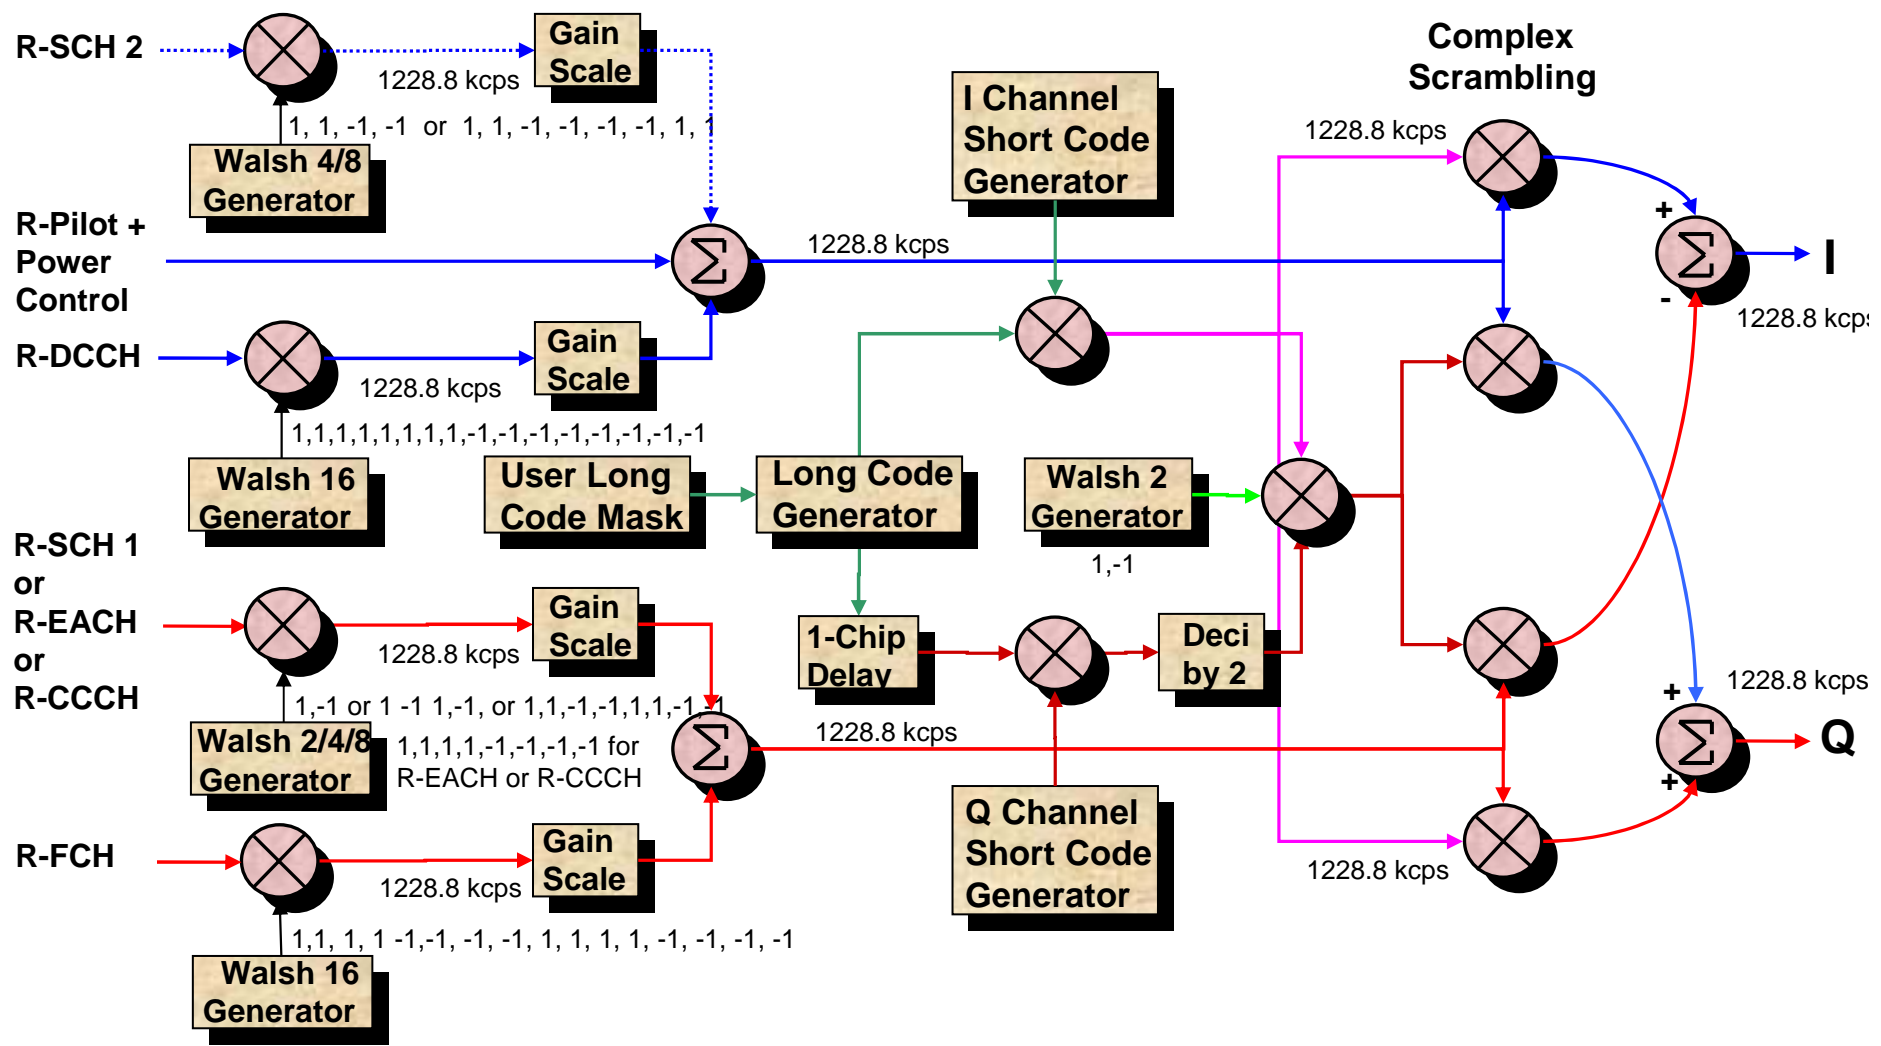 R-SCH 2
1228.8 kcps
Gain
Scale
1, 1, -1, -1  or  1, 1, -1, -1, -1, -1, 1, 1
Walsh 4/8
Generator
R-Pilot +
Power
Control
1228.8 kcps
R-DCCH
1228.8 kcps
Gain
Scale
1,1,1,1,1,1,1,1,-1,-1,-1,-1,-1,-1,-1,-1
Walsh 16
Generator
User Long
Code Mask
Long Code
Generator
I Channel
Short Code
Generator
Walsh 2
Generator
1,-1
Complex
Scrambling
1228.8 kcps
+
Σ
-
I
1228.8 kcps
R-SCH 1
or
R-EACH
or
R-CCCH
1228.8 kcps
Gain
Scale
1,-1 or 1 -1 1,-1, or 1,1,-1,-1,1,1,-1,-1
Walsh 2/4/8
Generator
1,1,1,1,-1,-1,-1,-1 for
R-EACH or R-CCCH
Σ
Σ
1228.8 kcps
1-Chip
Delay
Deci
by 2
Q Channel
Short Code
Generator
1228.8 kcps
1228.8 kcps
+
Σ
+
Q
R-FCH
1228.8 kcps
Gain
Scale
1,1, 1, 1 -1,-1, -1, -1, 1, 1, 1, 1, -1, -1, -1, -1
Walsh 16
Generator